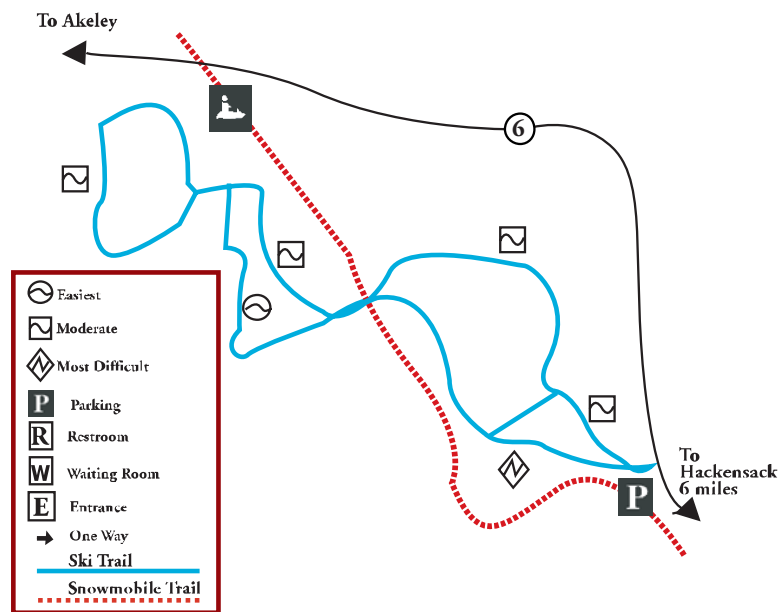 To Akeley
6
Easiest
Moderate
Most Difficult
P Parking
R Restroom
W Waiting Room
E Entrance
One Way
Ski Trail
Snowmobile Trail
To
Hackensack
6 miles
P